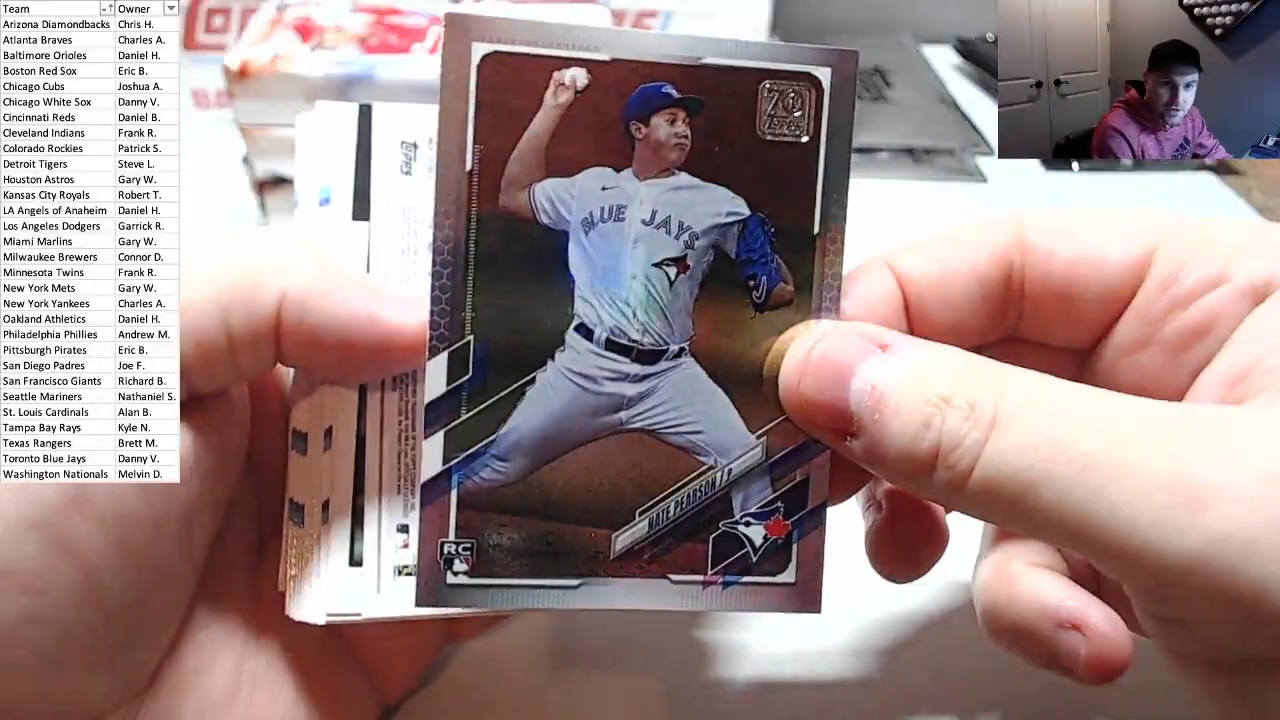 Team Owner
Arizona Diamondbacks Chris H.
Atlanta Braves Charles A.
Baltimore Orioles Daniel H.
Boston Red Sox Eric B.
Chicago Cubs Joshua A.
Chicago White Sox Danny V.
Cincinnati Reds Daniel B.
Cleveland Indians Frank R.
Colorado Rockies Patrick S.
Detroit Tigers Steve L.
Houston Astros Gary W.
Kansas City Royals Robert T.
LA Angels of Anaheim Daniel H.
Los Angeles Dodgers Garrick R.
Miami Marlins Gary W.
Milwaukee Brewers Connor D.
Minnesota Twins Frank R.
New York Mets Gary W.
New York Yankees Charles A.
Oakland Athletics Daniel H.
Philadelphia Phillies Andrew M.
Pittsburgh Pirates Eric B.
San Diego Padres Joe F.
San Francisco Giants Richard B.
Seattle Mariners Nathaniel S.
St. Louis Cardinals Alan B.
Tampa Bay Rays Kyle N.
Texas Rangers Brett M.
Toronto Blue Jays Danny V.
Washington Nationals Melvin D.
70
BLUE JAYS
NATE PEARSON / P
RC
TOPPS